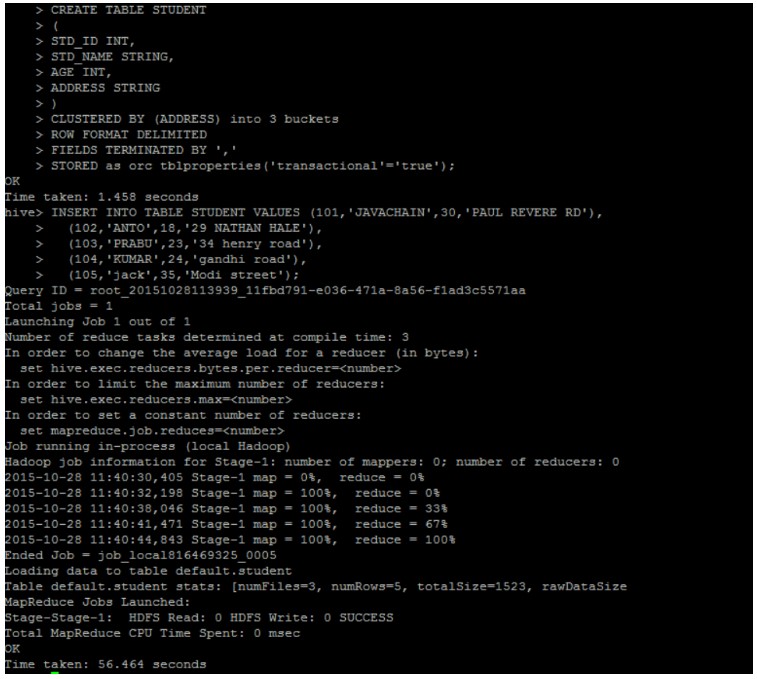 > CREATE TABLE STUDENT
> (
> STD_ID INT,
> STD_NAME STRING,
> AGE INT,
> ADDRESS STRING
> )
> CLUSTERED BY (ADDRESS) into 3 buckets
> ROW FORMAT DELIMITED
> FIELDS TERMINATED BY ','
> STORED as orc tblproperties('transactional'='true');
OK
Time taken: 1.458 seconds
hive> INSERT INTO TABLE STUDENT VALUES (101,'JAVACHAIN',30,'PAUL REVERE RD'),
> (102,'ANTO',18,'29 NATHAN HALE'),
> (103,'PRABU',23,'34 henry road'),
> (104,'KUMAR',24,'gandhi road'),
> (105,'jack',35,'Modi street');
Query ID = root_20151028113939_11fbd791-e036-471a-8a56-f1ad3c5571aa
Total jobs = 1
Launching Job 1 out of 1
Number of reduce tasks determined at compile time: 3
In order to change the average load for a reducer (in bytes):
set hive.exec.reducers.bytes.per.reducer=<number>
In order to limit the maximum number of reducers:
set hive.exec.reducers.max=<number>
In order to set a constant number of reducers:
set mapreduce.job.reduces=<number>
Job running in-process (local Hadoop)
Hadoop job information for Stage-1: number of mappers: 0; number of reducers: 0
2015-10-28 11:40:30,405 Stage-1 map = 0%, reduce = 0%
2015-10-28 11:40:32,198 Stage-1 map = 100%, reduce = 0%
2015-10-28 11:40:38,046 Stage-1 map = 100%, reduce = 33%
2015-10-28 11:40:41,471 Stage-1 map = 100%, reduce = 67%
2015-10-28 11:40:44,843 Stage-1 map = 100%, reduce = 100%
Ended Job = job_local816469325_0005
Loading data to table default.student
Table default.student stats: [numFiles=3, numRows=5, totalSize=1523, rawDataSize
MapReduce Jobs Launched:
Stage-Stage-1: HDFS Read: 0 HDFS Write: 0 SUCCESS
Total MapReduce CPU Time Spent: 0 msec
OK
Time taken: 56.464 seconds